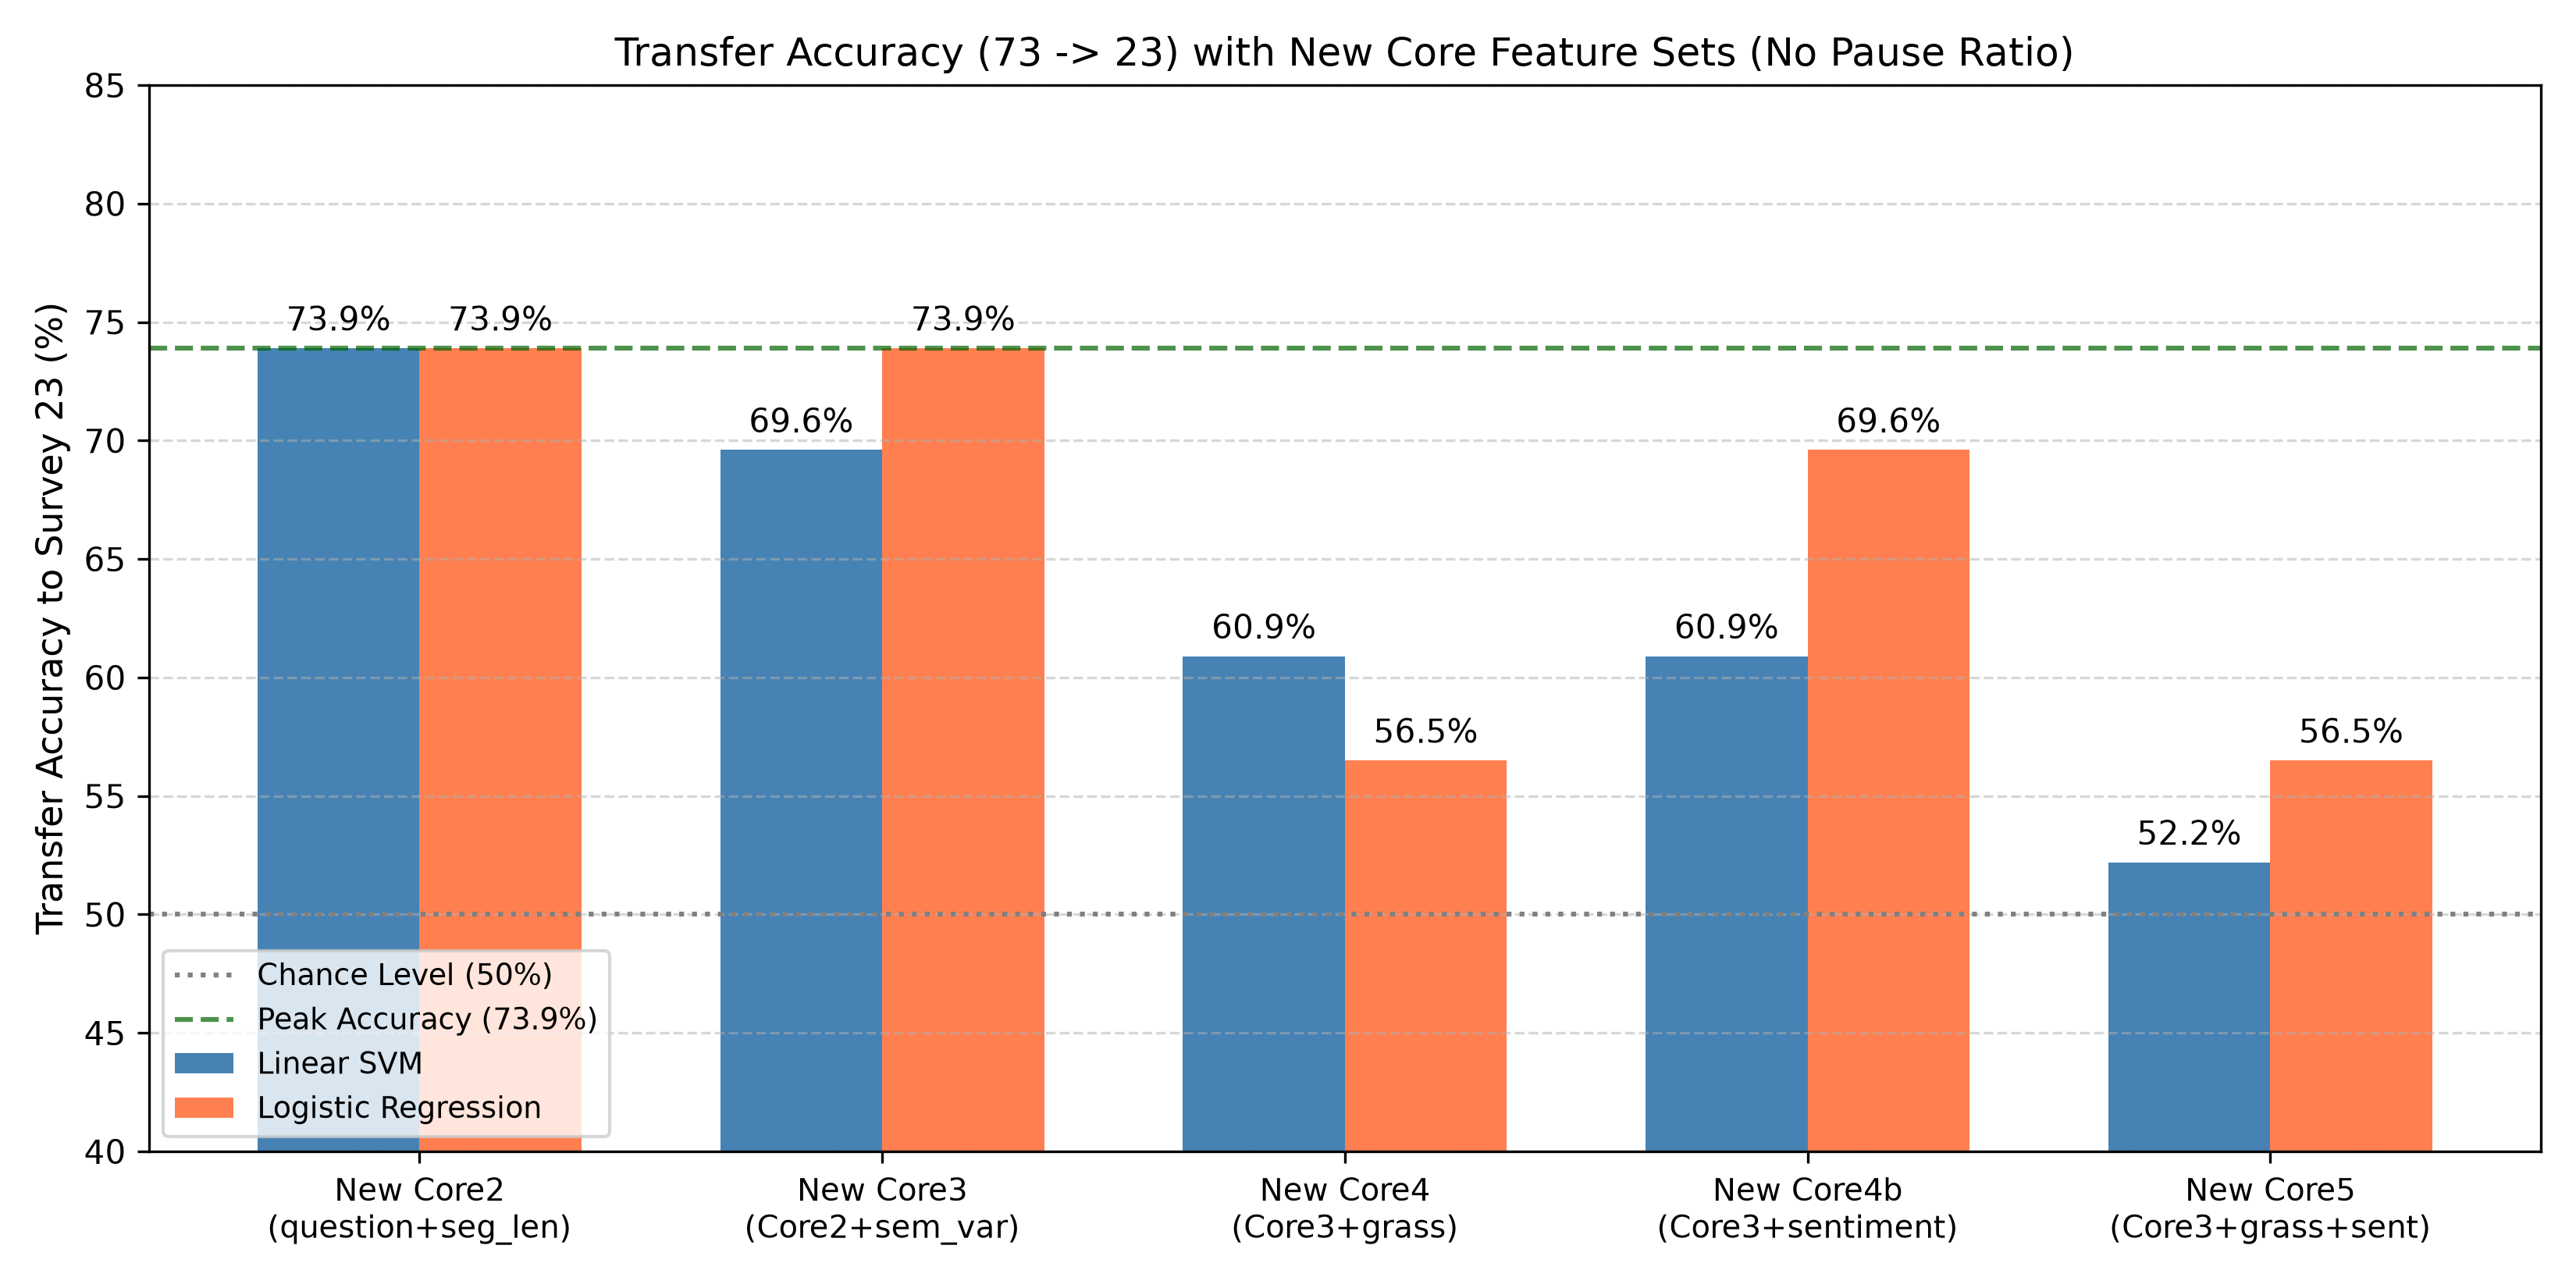 Transfer Accuracy (73 -> 23) with New Core Feature Sets (No Pause Ratio)
Transfer Accuracy to Survey 23 (%)
85
80
75
70
65
60
55
50
45
40
73.9%
73.9%
69.6%
73.9%
60.9%
56.5%
60.9%
69.6%
52.2%
56.5%
Chance Level (50%)
Peak Accuracy (73.9%)
Linear SVM
Logistic Regression
New Core2
(question+seg_len)
New Core3
(Core2+sem_var)
New Core4
(Core3+grass)
New Core4b
(Core3+sentiment)
New Core5
(Core3+grass+sent)